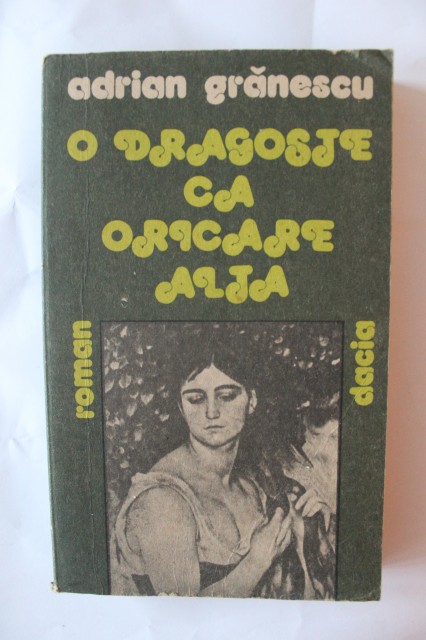 adrian grănescu
O DRAGOSTE
CA
ORICARE
ALTA
roman
dacia